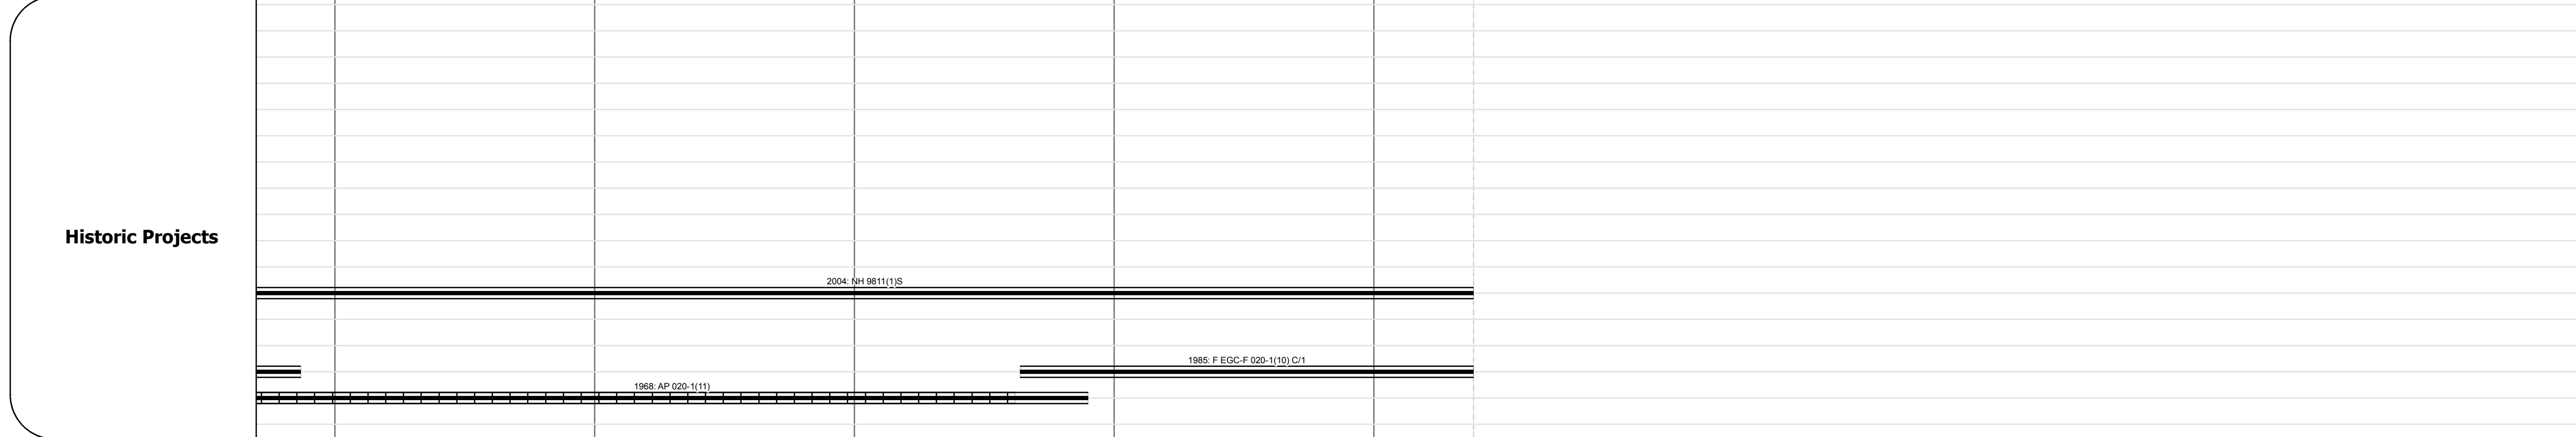 Historic Projects
2004: NH 9811(1)S
1985: F EGC-F 020-1(10) C/1
1968: AP 020-1(11)